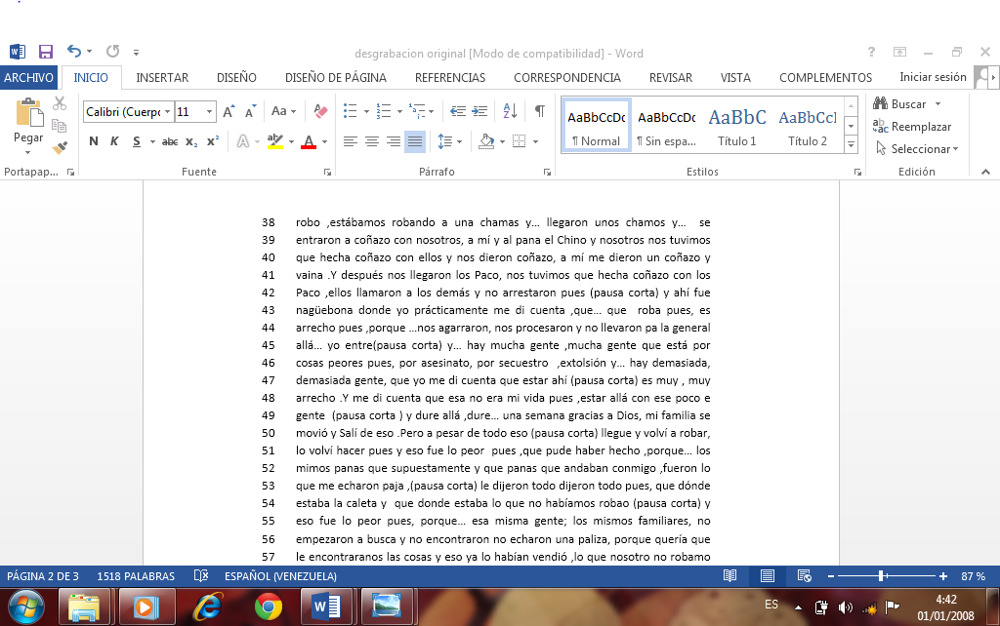 desgrabacion original [Modo de compatibilidad] - Word
ARCHIVO INICIO INSERTAR DISEÑO DISEÑO DE PÁGINA REFERENCIAS CORRESPONDENCIA REVISAR VISTA COMPLEMENTOS Iniciar sesión
Calibri (Cuerpo 11 Aa
Pegar
N K S abc x₂ x² A A
AaBbCcDc AaBbCcDc AaBbC AaBbCcI
¶ Normal ¶ Sin espa... Título 1 Título 2
Buscar
Reemplazar
Seleccionar
Portapap... Fuente Párrafo Estilos Edición
38 robo ,estábamos robando a una chamas y... llegaron unos chamos y... se
39 entraron a coñazo con nosotros, a mí y al pana el Chino y nosotros nos tuvimos
40 que hecha coñazo con ellos y nos dieron coñazo, a mí me dieron un coñazo y
41 vaina .Y después nos llegaron los Paco, nos tuvimos que hecha coñazo con los
42 Paco ,ellos llamaron a los demás y no arrestaron pues (pausa corta) y ahí fue
43 nagüebona donde yo prácticamente me di cuenta ,que... que roba pues, es
44 arrecho pues ,porque ...nos agarraron, nos procesaron y no llevaron pa la general
45 allá... yo entre(pausa corta) y... hay mucha gente ,mucha gente que está por
46 cosas peores pues, por asesinato, por secuestro ,extolsión y... hay demasiada,
47 demasiada gente, que yo me di cuenta que estar ahí (pausa corta) es muy , muy
48 arrecho .Y me di cuenta que esa no era mi vida pues ,estar allá con ese poco e
49 gente (pausa corta ) y dure allá ,dure... una semana gracias a Dios, mi familia se
50 movió y Salí de eso .Pero a pesar de todo eso (pausa corta) llegue y volví a robar,
51 lo volví hacer pues y eso fue lo peor pues ,que pude haber hecho ,porque... los
52 mimos panas que supuestamente y que panas que andaban conmigo ,fueron lo
53 que me echaron paja ,(pausa corta) le dijeron todo dijeron todo pues, que dónde
54 estaba la caleta y que donde estaba lo que no habíamos robao (pausa corta) y
55 eso fue lo peor pues, porque... esa misma gente; los mismos familiares, no
56 empezaron a busca y no encontraron no echaron una paliza, porque quería que
57 le encontraranos las cosas y eso ya lo habían vendió ,lo que nosotro no robamo
PÁGINA 2 DE 3 1518 PALABRAS ESPAÑOL (VENEZUELA) 87 %
ES 4:42
01/01/2008